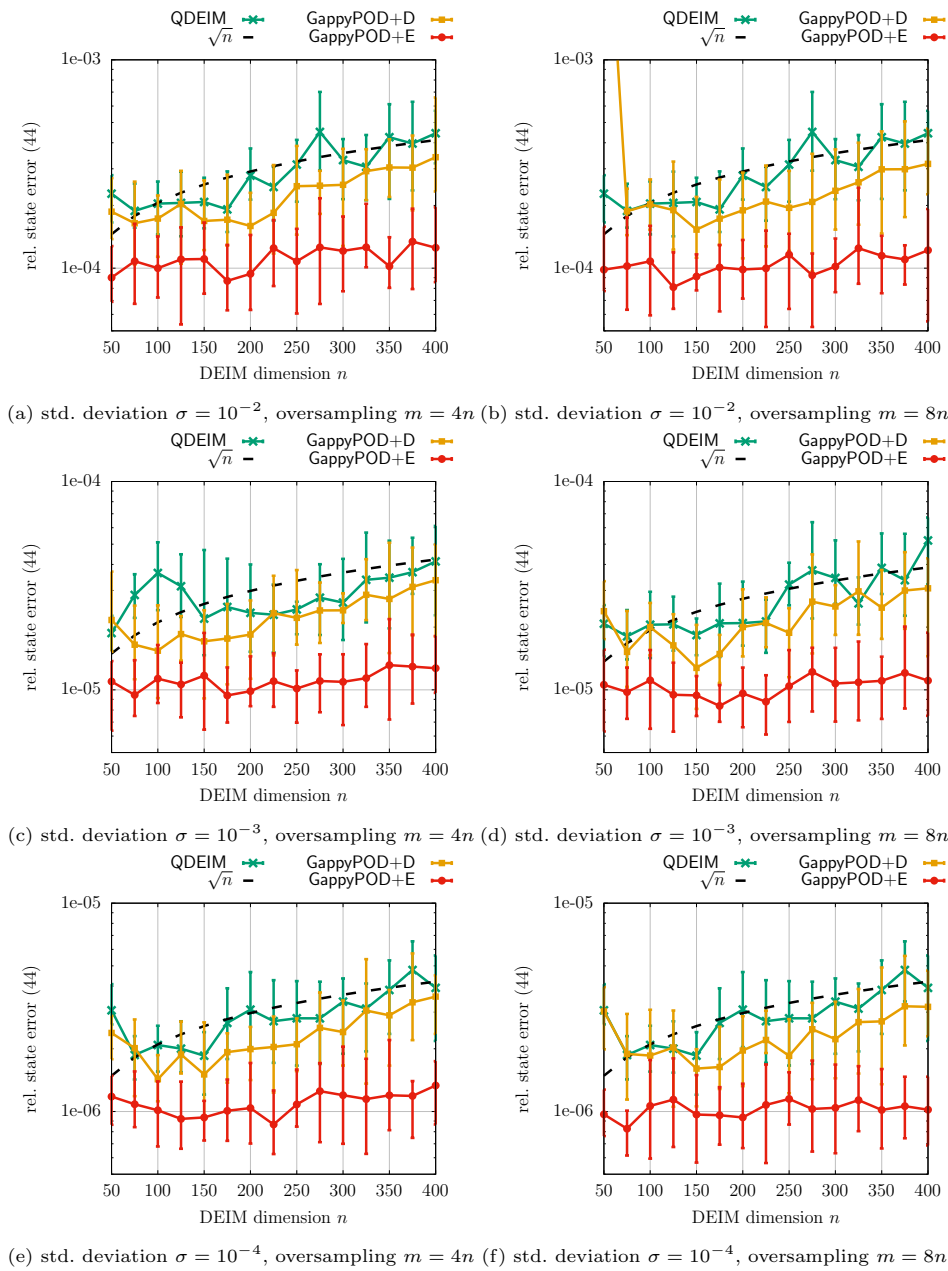 QDEIM
√n
GappyPOD+D
GappyPOD+E
rel. state error (44)
1e-03
1e-04
50 100 150 200 250 300 350 400
DEIM dimension n
QDEIM
√n
GappyPOD+D
GappyPOD+E
rel. state error (44)
1e-03
1e-04
50 100 150 200 250 300 350 400
DEIM dimension n
(a) std. deviation σ = 10⁻², oversampling m = 4n
(b) std. deviation σ = 10⁻², oversampling m = 8n
QDEIM
√n
GappyPOD+D
GappyPOD+E
rel. state error (44)
1e-04
1e-05
50 100 150 200 250 300 350 400
DEIM dimension n
QDEIM
√n
GappyPOD+D
GappyPOD+E
rel. state error (44)
1e-04
1e-05
50 100 150 200 250 300 350 400
DEIM dimension n
(c) std. deviation σ = 10⁻³, oversampling m = 4n
(d) std. deviation σ = 10⁻³, oversampling m = 8n
QDEIM
√n
GappyPOD+D
GappyPOD+E
rel. state error (44)
1e-05
1e-06
50 100 150 200 250 300 350 400
DEIM dimension n
QDEIM
√n
GappyPOD+D
GappyPOD+E
rel. state error (44)
1e-05
1e-06
50 100 150 200 250 300 350 400
DEIM dimension n
(e) std. deviation σ = 10⁻⁴, oversampling m = 4n
(f) std. deviation σ = 10⁻⁴, oversampling m = 8n